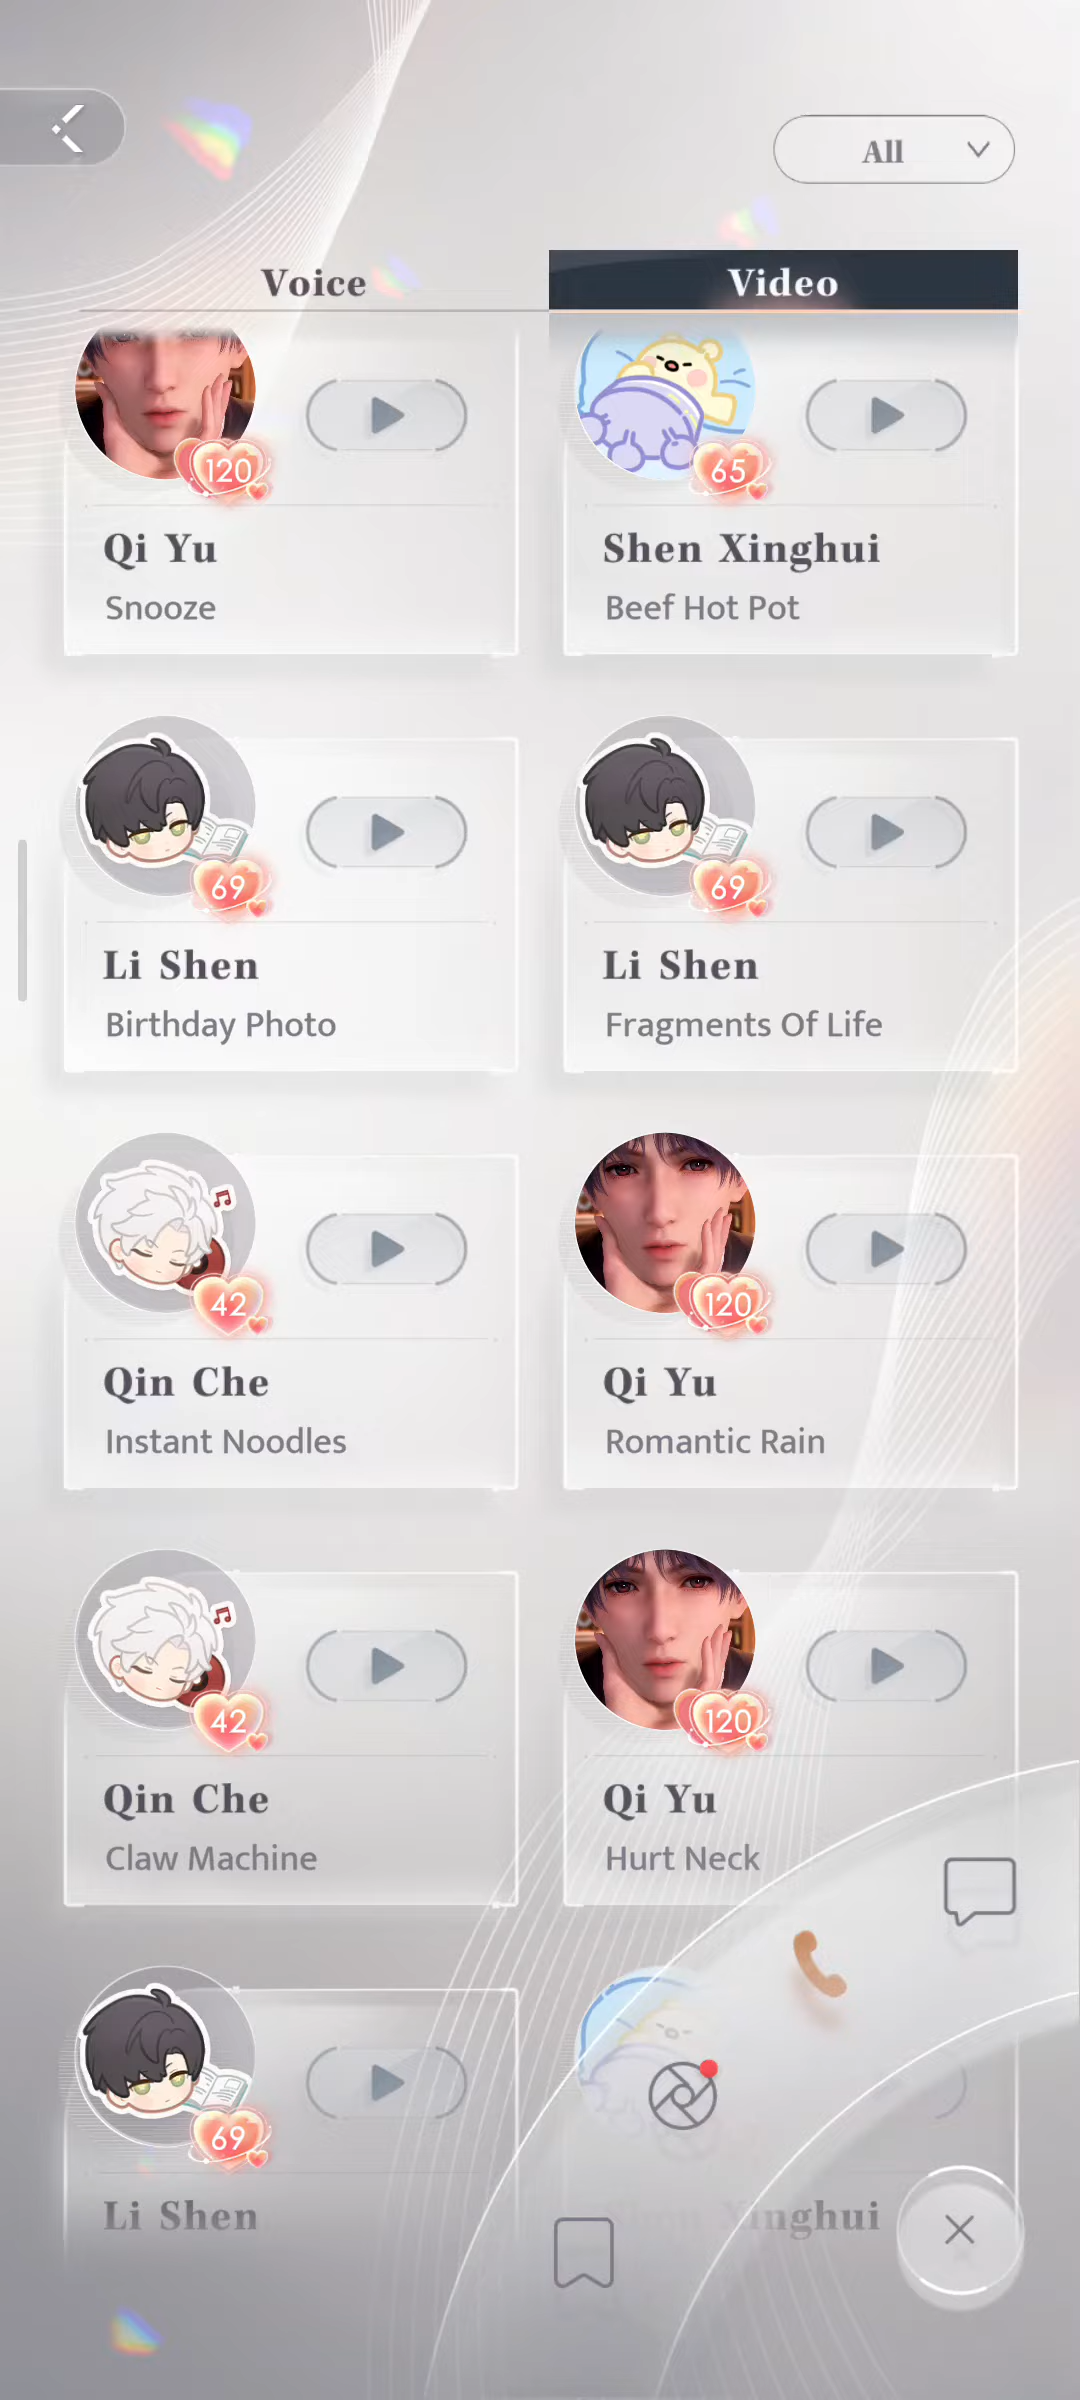 All
Voice
Video
120
65
Qi Yu
Shen Xinghui
Snooze
Beef Hot Pot
69
69
Li Shen
Li Shen
Birthday Photo
Fragments Of Life
42
120
Qin Che
Qi Yu
Instant Noodles
Romantic Rain
42
120
Qin Che
Qi Yu
Claw Machine
Hurt Neck
69
Li Shen
Xinghui